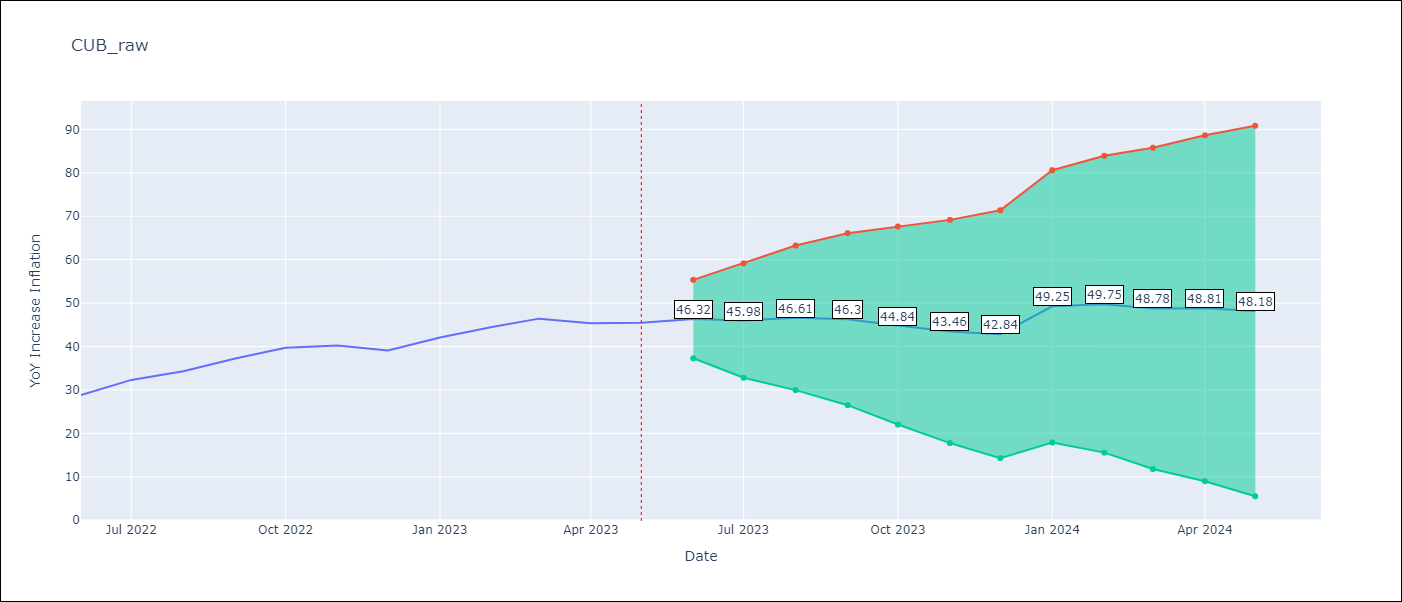 CUB_raw
YoY Increase Inflation
90
80
70
60
50
40
30
20
10
0
46.32
45.98
46.61
46.3
44.84
43.46
42.84
49.25
49.75
48.78
48.81
48.18
Jul 2022
Oct 2022
Jan 2023
Apr 2023
Jul 2023
Oct 2023
Jan 2024
Apr 2024
Date